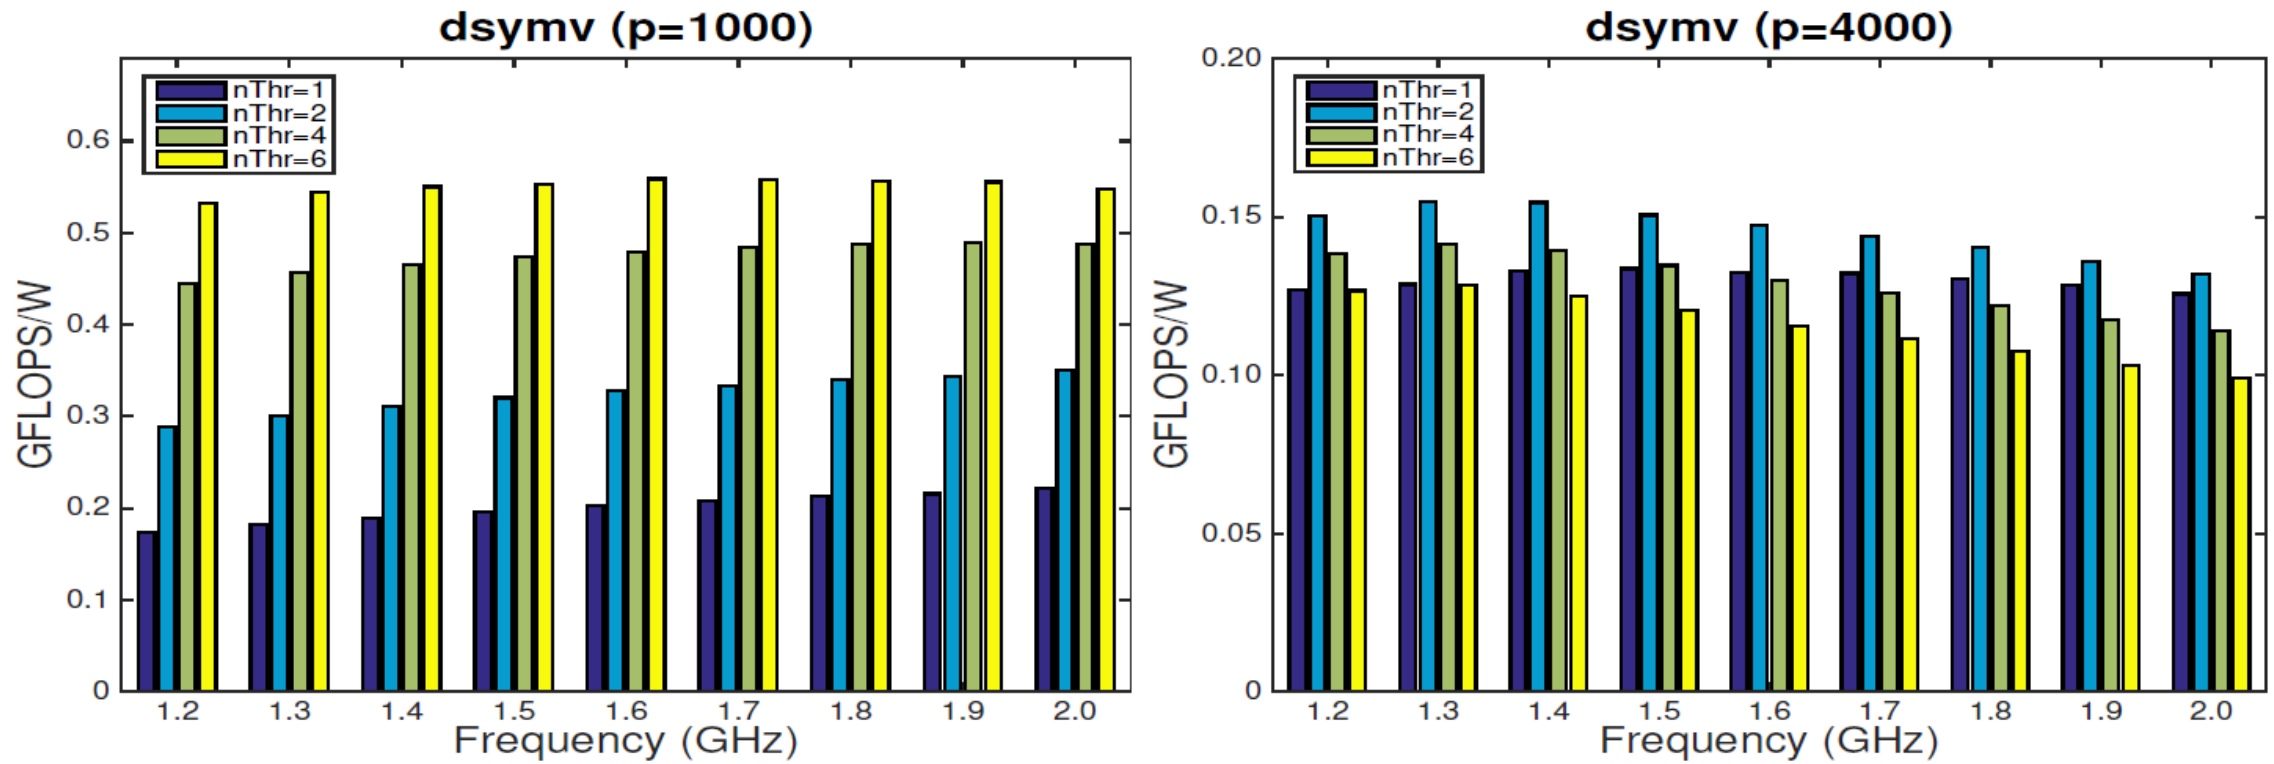 dsymv (p=1000)
nThr=1
nThr=2
nThr=4
nThr=6
0.6
0.5
0.4
0.3
0.2
0.1
0
GFLOPS/W
1.2 1.3 1.4 1.5 1.6 1.7 1.8 1.9 2.0
Frequency (GHz)
dsymv (p=4000)
nThr=1
nThr=2
nThr=4
nThr=6
0.20
0.15
0.10
0.05
0
GFLOPS/W
1.2 1.3 1.4 1.5 1.6 1.7 1.8 1.9 2.0
Frequency (GHz)